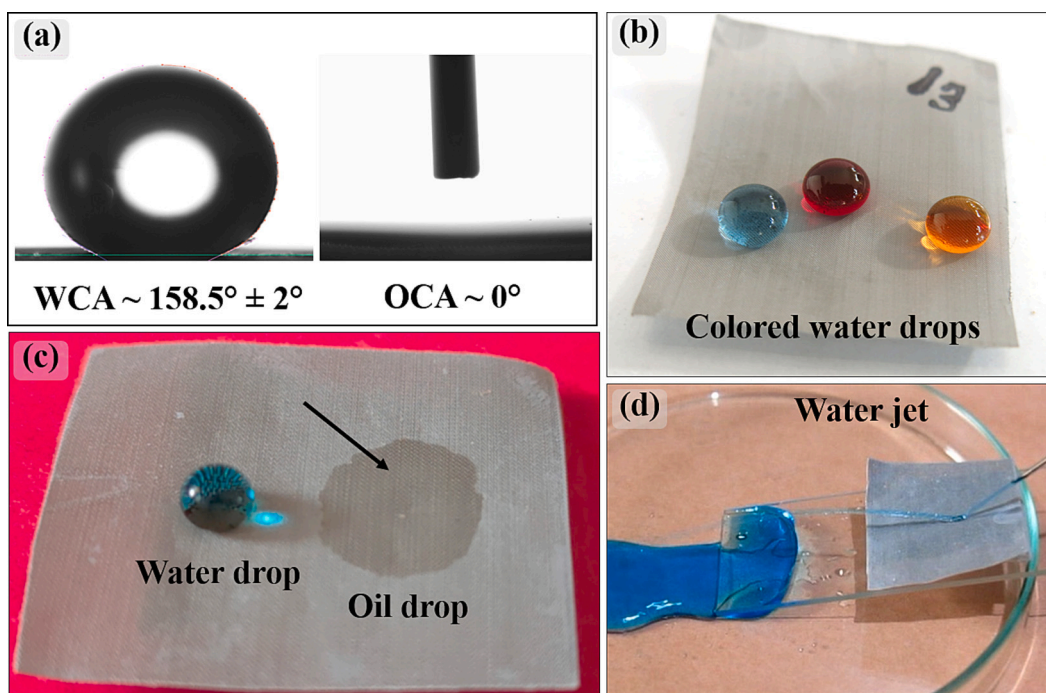 (a)
WCA ~ 158.5° ± 2°
OCA ~ 0°
(b)
13
Colored water drops
(c)
Water drop
Oil drop
(d)
Water jet